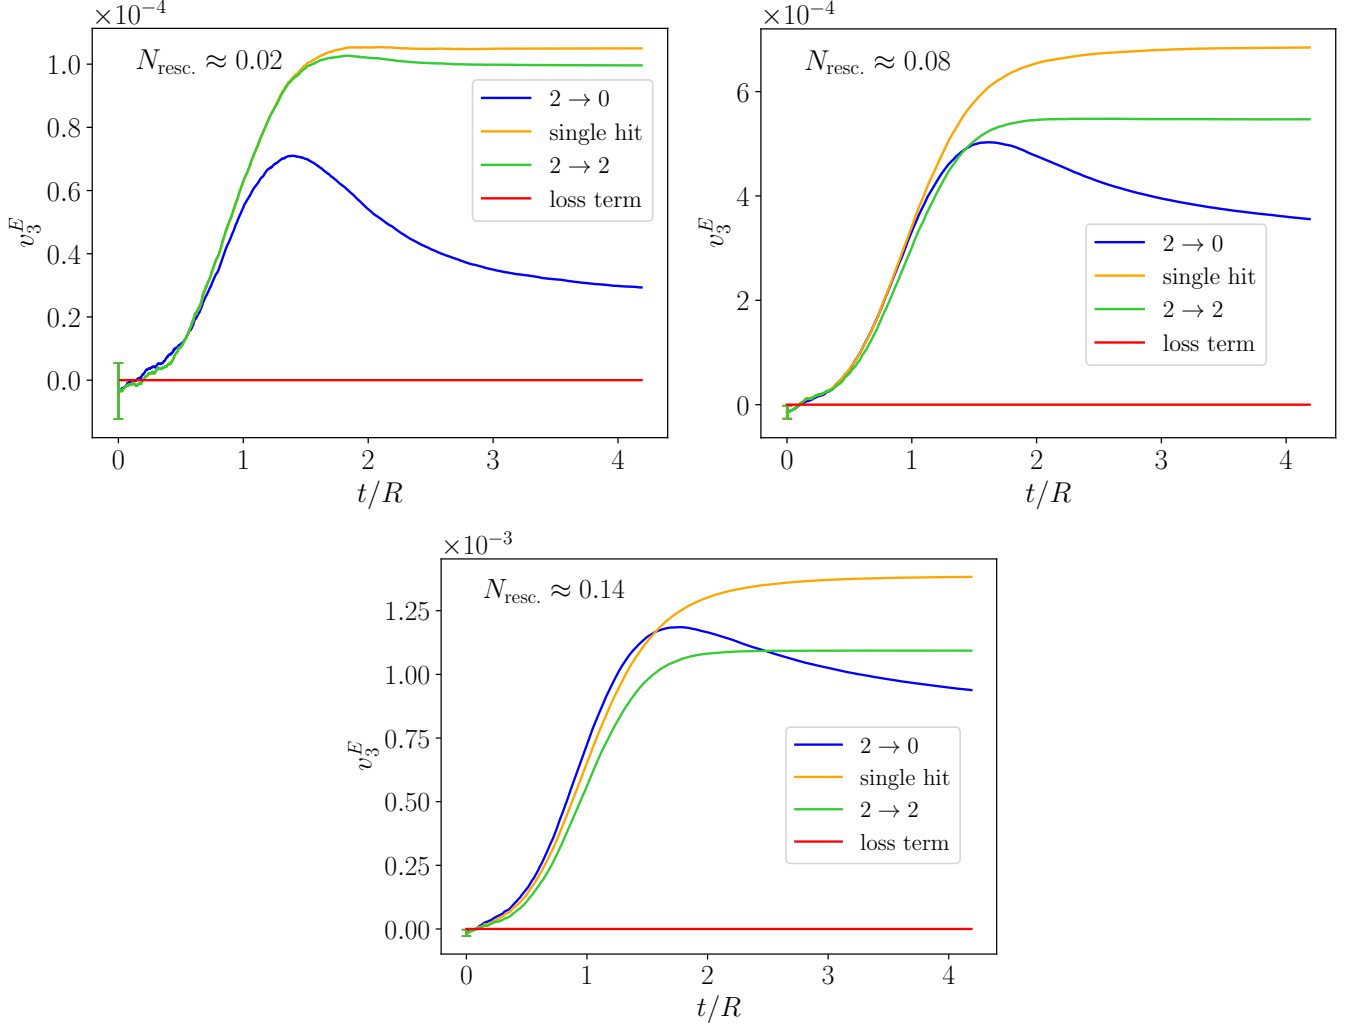 ×10⁻⁴
N_resc. ≈ 0.02
1.0
0.8
0.6
0.4
0.2
0.0
v₃ᴱ
2 → 0
single hit
2 → 2
loss term
0 1 2 3 4
t/R
×10⁻⁴
N_resc. ≈ 0.08
6
4
2
0
v₃ᴱ
2 → 0
single hit
2 → 2
loss term
0 1 2 3 4
t/R
×10⁻³
N_resc. ≈ 0.14
1.25
1.00
0.75
0.50
0.25
0.00
v₃ᴱ
2 → 0
single hit
2 → 2
loss term
0 1 2 3 4
t/R